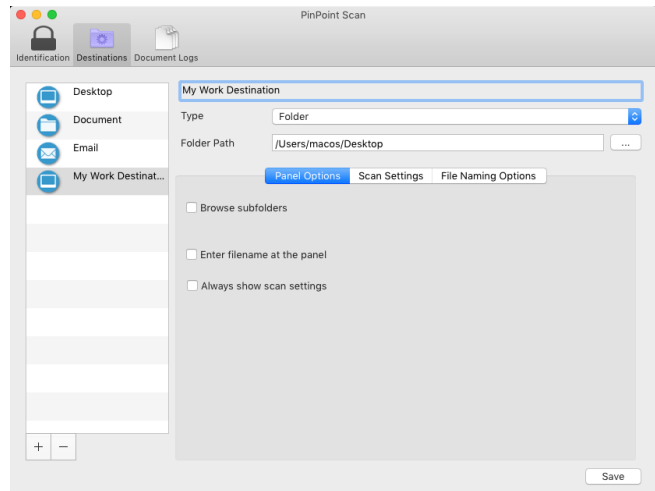 PinPoint Scan
Identification Destinations Document Logs
Desktop
Document
Email
My Work Destinat...
My Work Destination
Type Folder
Folder Path /Users/macos/Desktop ...
Panel Options Scan Settings File Naming Options
Browse subfolders
Enter filename at the panel
Always show scan settings
+ −
Save